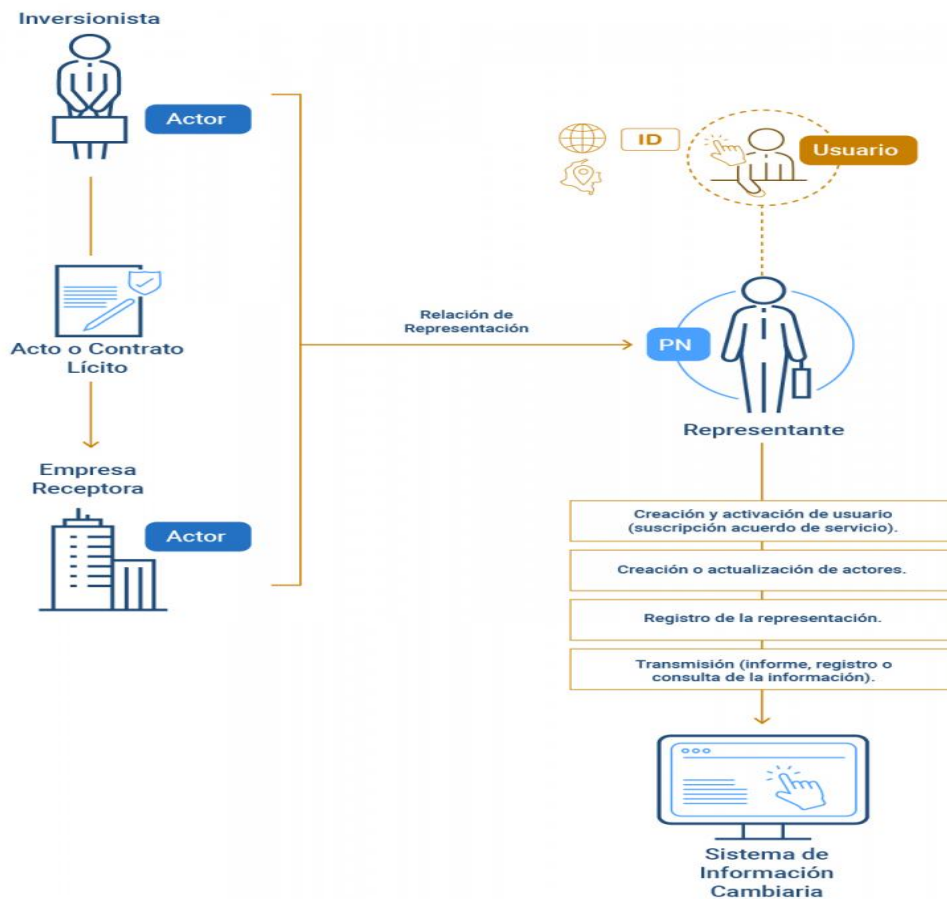 Inversionista
Actor
Acto o Contrato
Lícito
Empresa
Receptora
Actor
Relación de
Representación
ID
Usuario
PN
Representante
Creación y activación de usuario
(suscripción acuerdo de servicio).
Creación o actualización de actores.
Registro de la representación.
Transmisión (informe, registro o
consulta de la información).
Sistema de
Información
Cambiaria